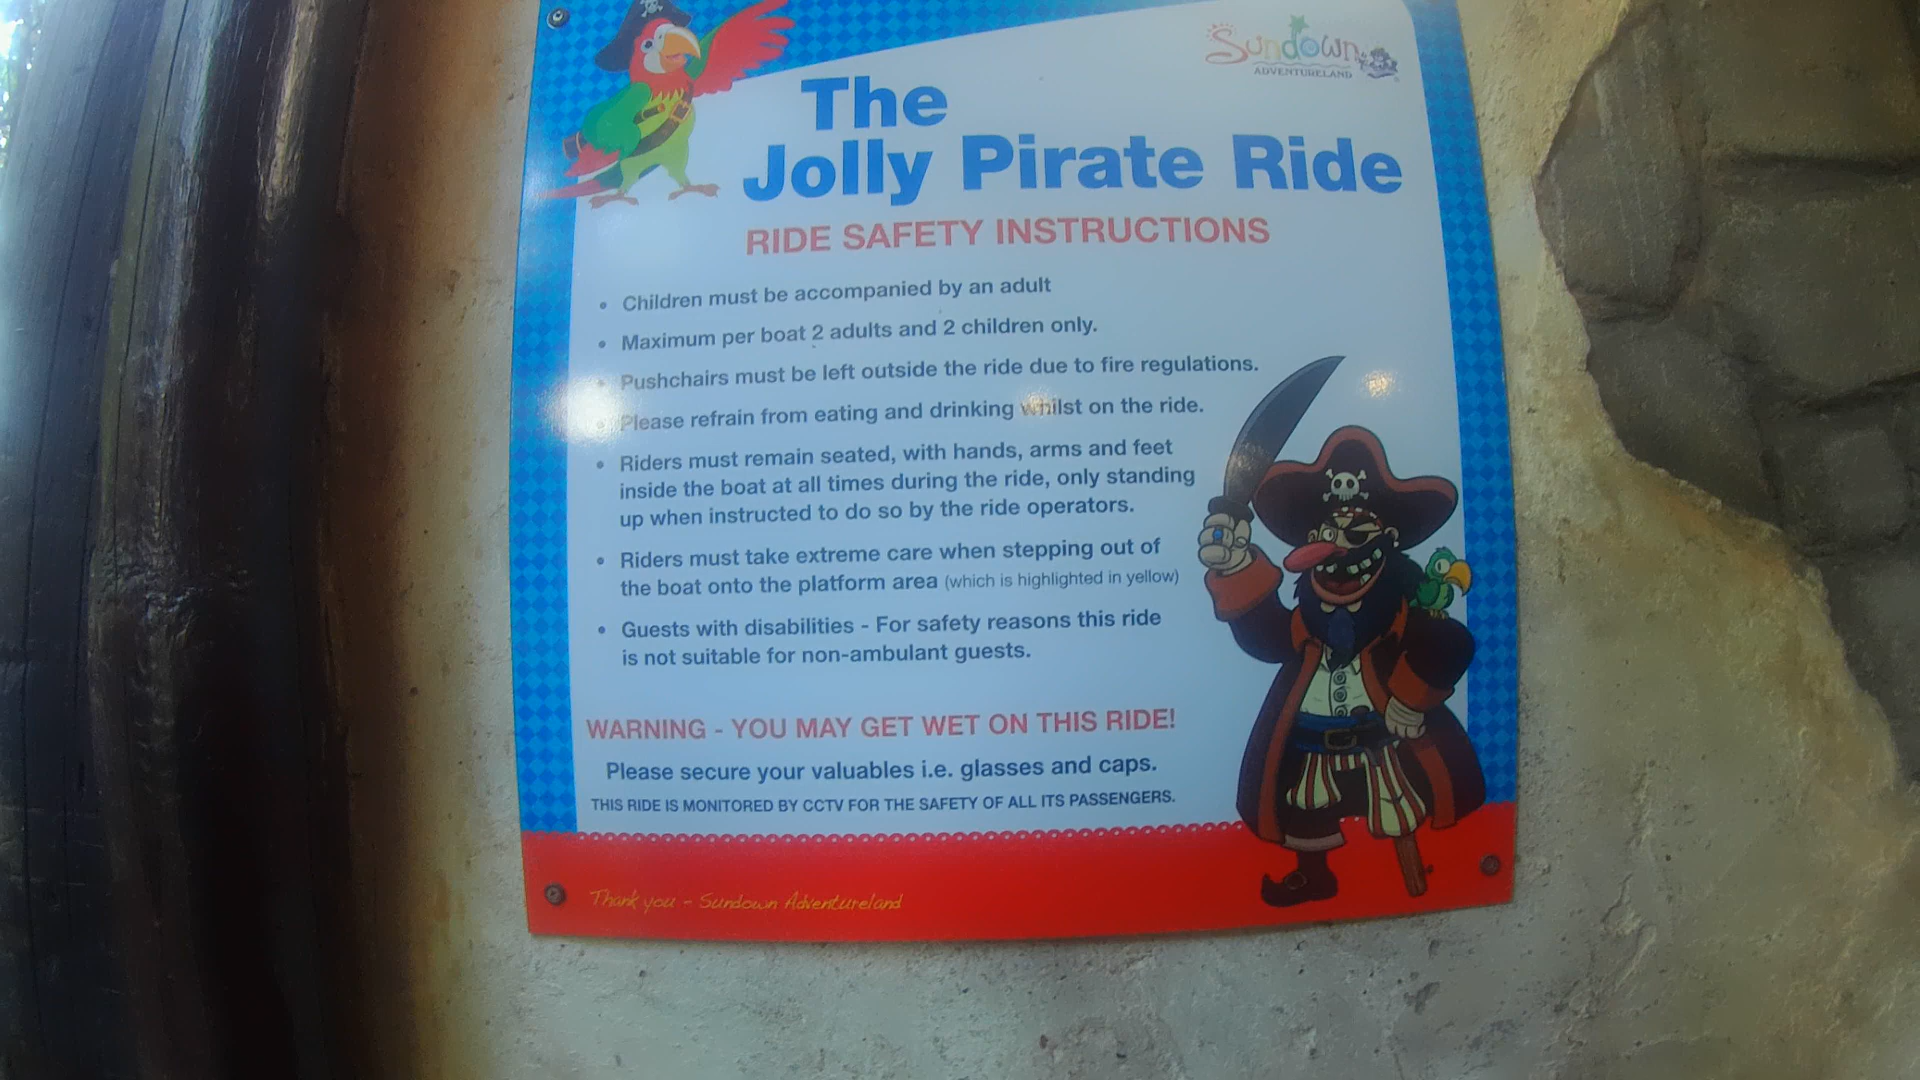 Sundown
ADVENTURELAND
The
Jolly Pirate Ride
RIDE SAFETY INSTRUCTIONS
• Children must be accompanied by an adult
• Maximum per boat 2 adults and 2 children only.
• Pushchairs must be left outside the ride due to fire regulations.
• Please refrain from eating and drinking whilst on the ride.
• Riders must remain seated, with hands, arms and feet
inside the boat at all times during the ride, only standing
up when instructed to do so by the ride operators.
• Riders must take extreme care when stepping out of
the boat onto the platform area (which is highlighted in yellow)
• Guests with disabilities - For safety reasons this ride
is not suitable for non-ambulant guests.
WARNING - YOU MAY GET WET ON THIS RIDE!
Please secure your valuables i.e. glasses and caps.
THIS RIDE IS MONITORED BY CCTV FOR THE SAFETY OF ALL ITS PASSENGERS.
Thank you - Sundown Adventureland